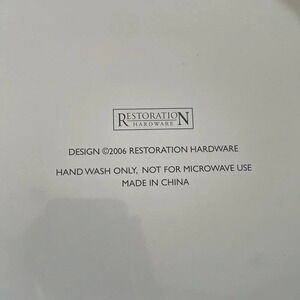 RESTORATION
HARDWARE
DESIGN ©2006 RESTORATION HARDWARE
HAND WASH ONLY, NOT FOR MICROWAVE USE
MADE IN CHINA